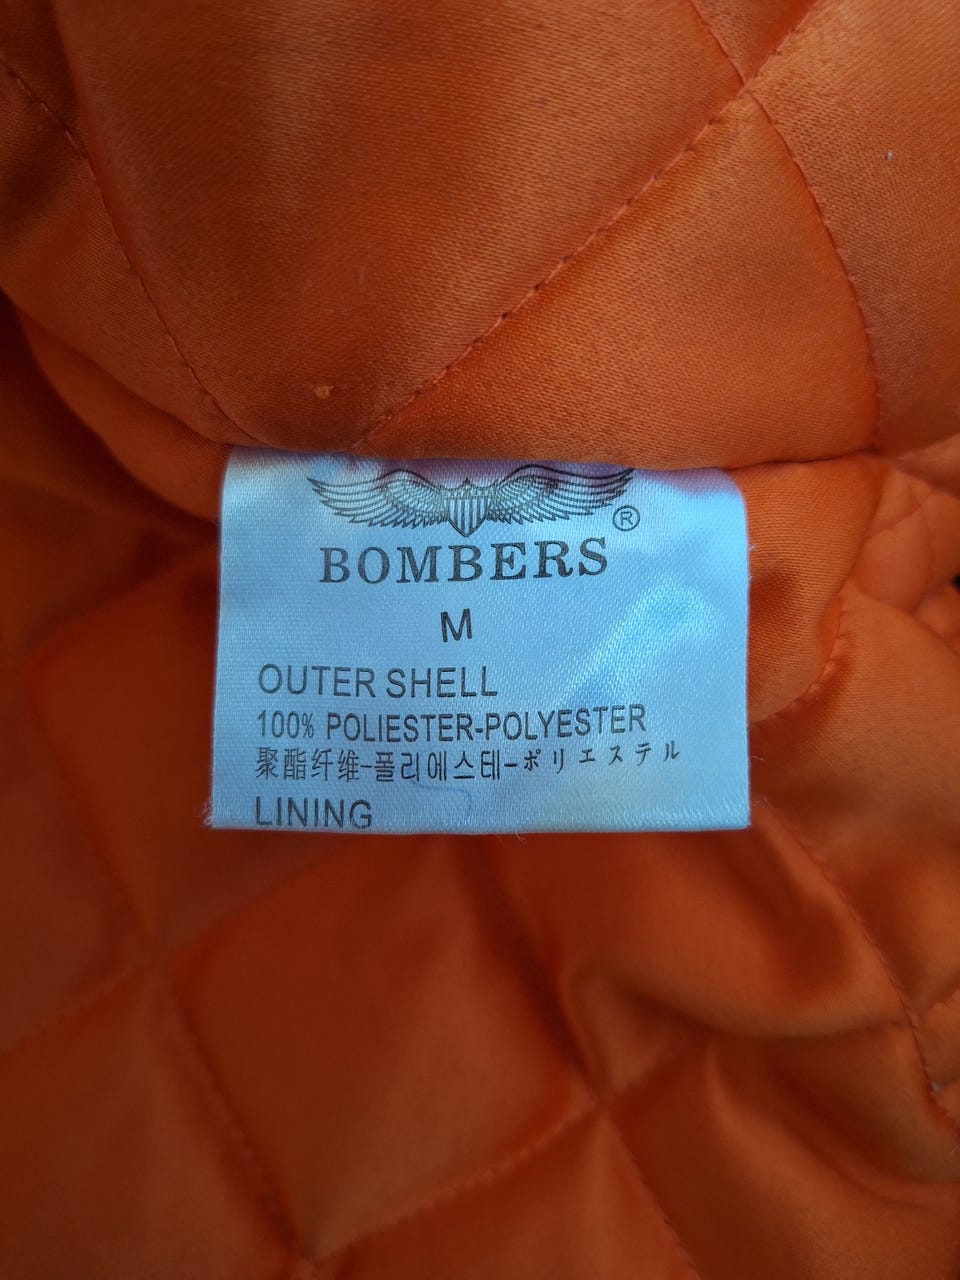 ®
BOMBERS
M
OUTER SHELL
100% POLIESTER-POLYESTER
聚酯纤维-폴리에스테-ポリエステル
LINING